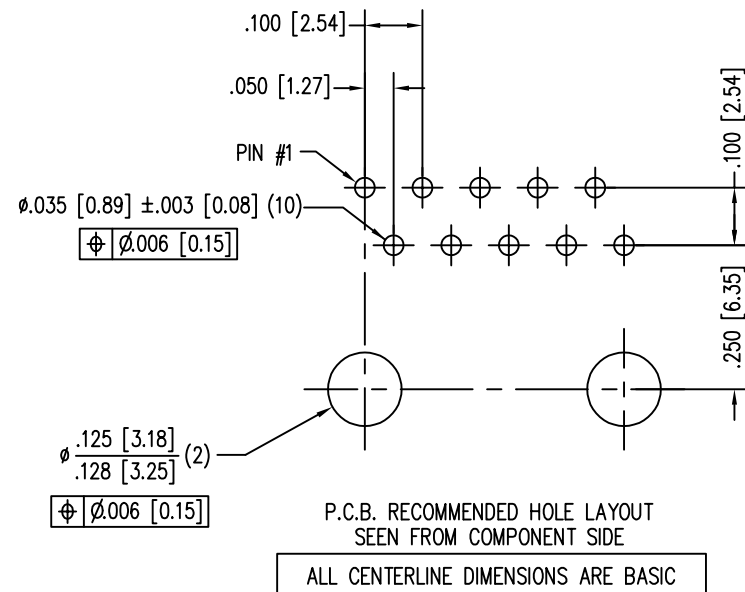 .100 [2.54]
.050 [1.27]
.100 [2.54]
PIN #1
ø.035 [0.89] ±.003 [0.08] (10)
⌖ Ø.006 [0.15]
.250 [6.35]
ø .125 [3.18]
.128 [3.25] (2)
⌖ Ø.006 [0.15]
P.C.B. RECOMMENDED HOLE LAYOUT
SEEN FROM COMPONENT SIDE
ALL CENTERLINE DIMENSIONS ARE BASIC